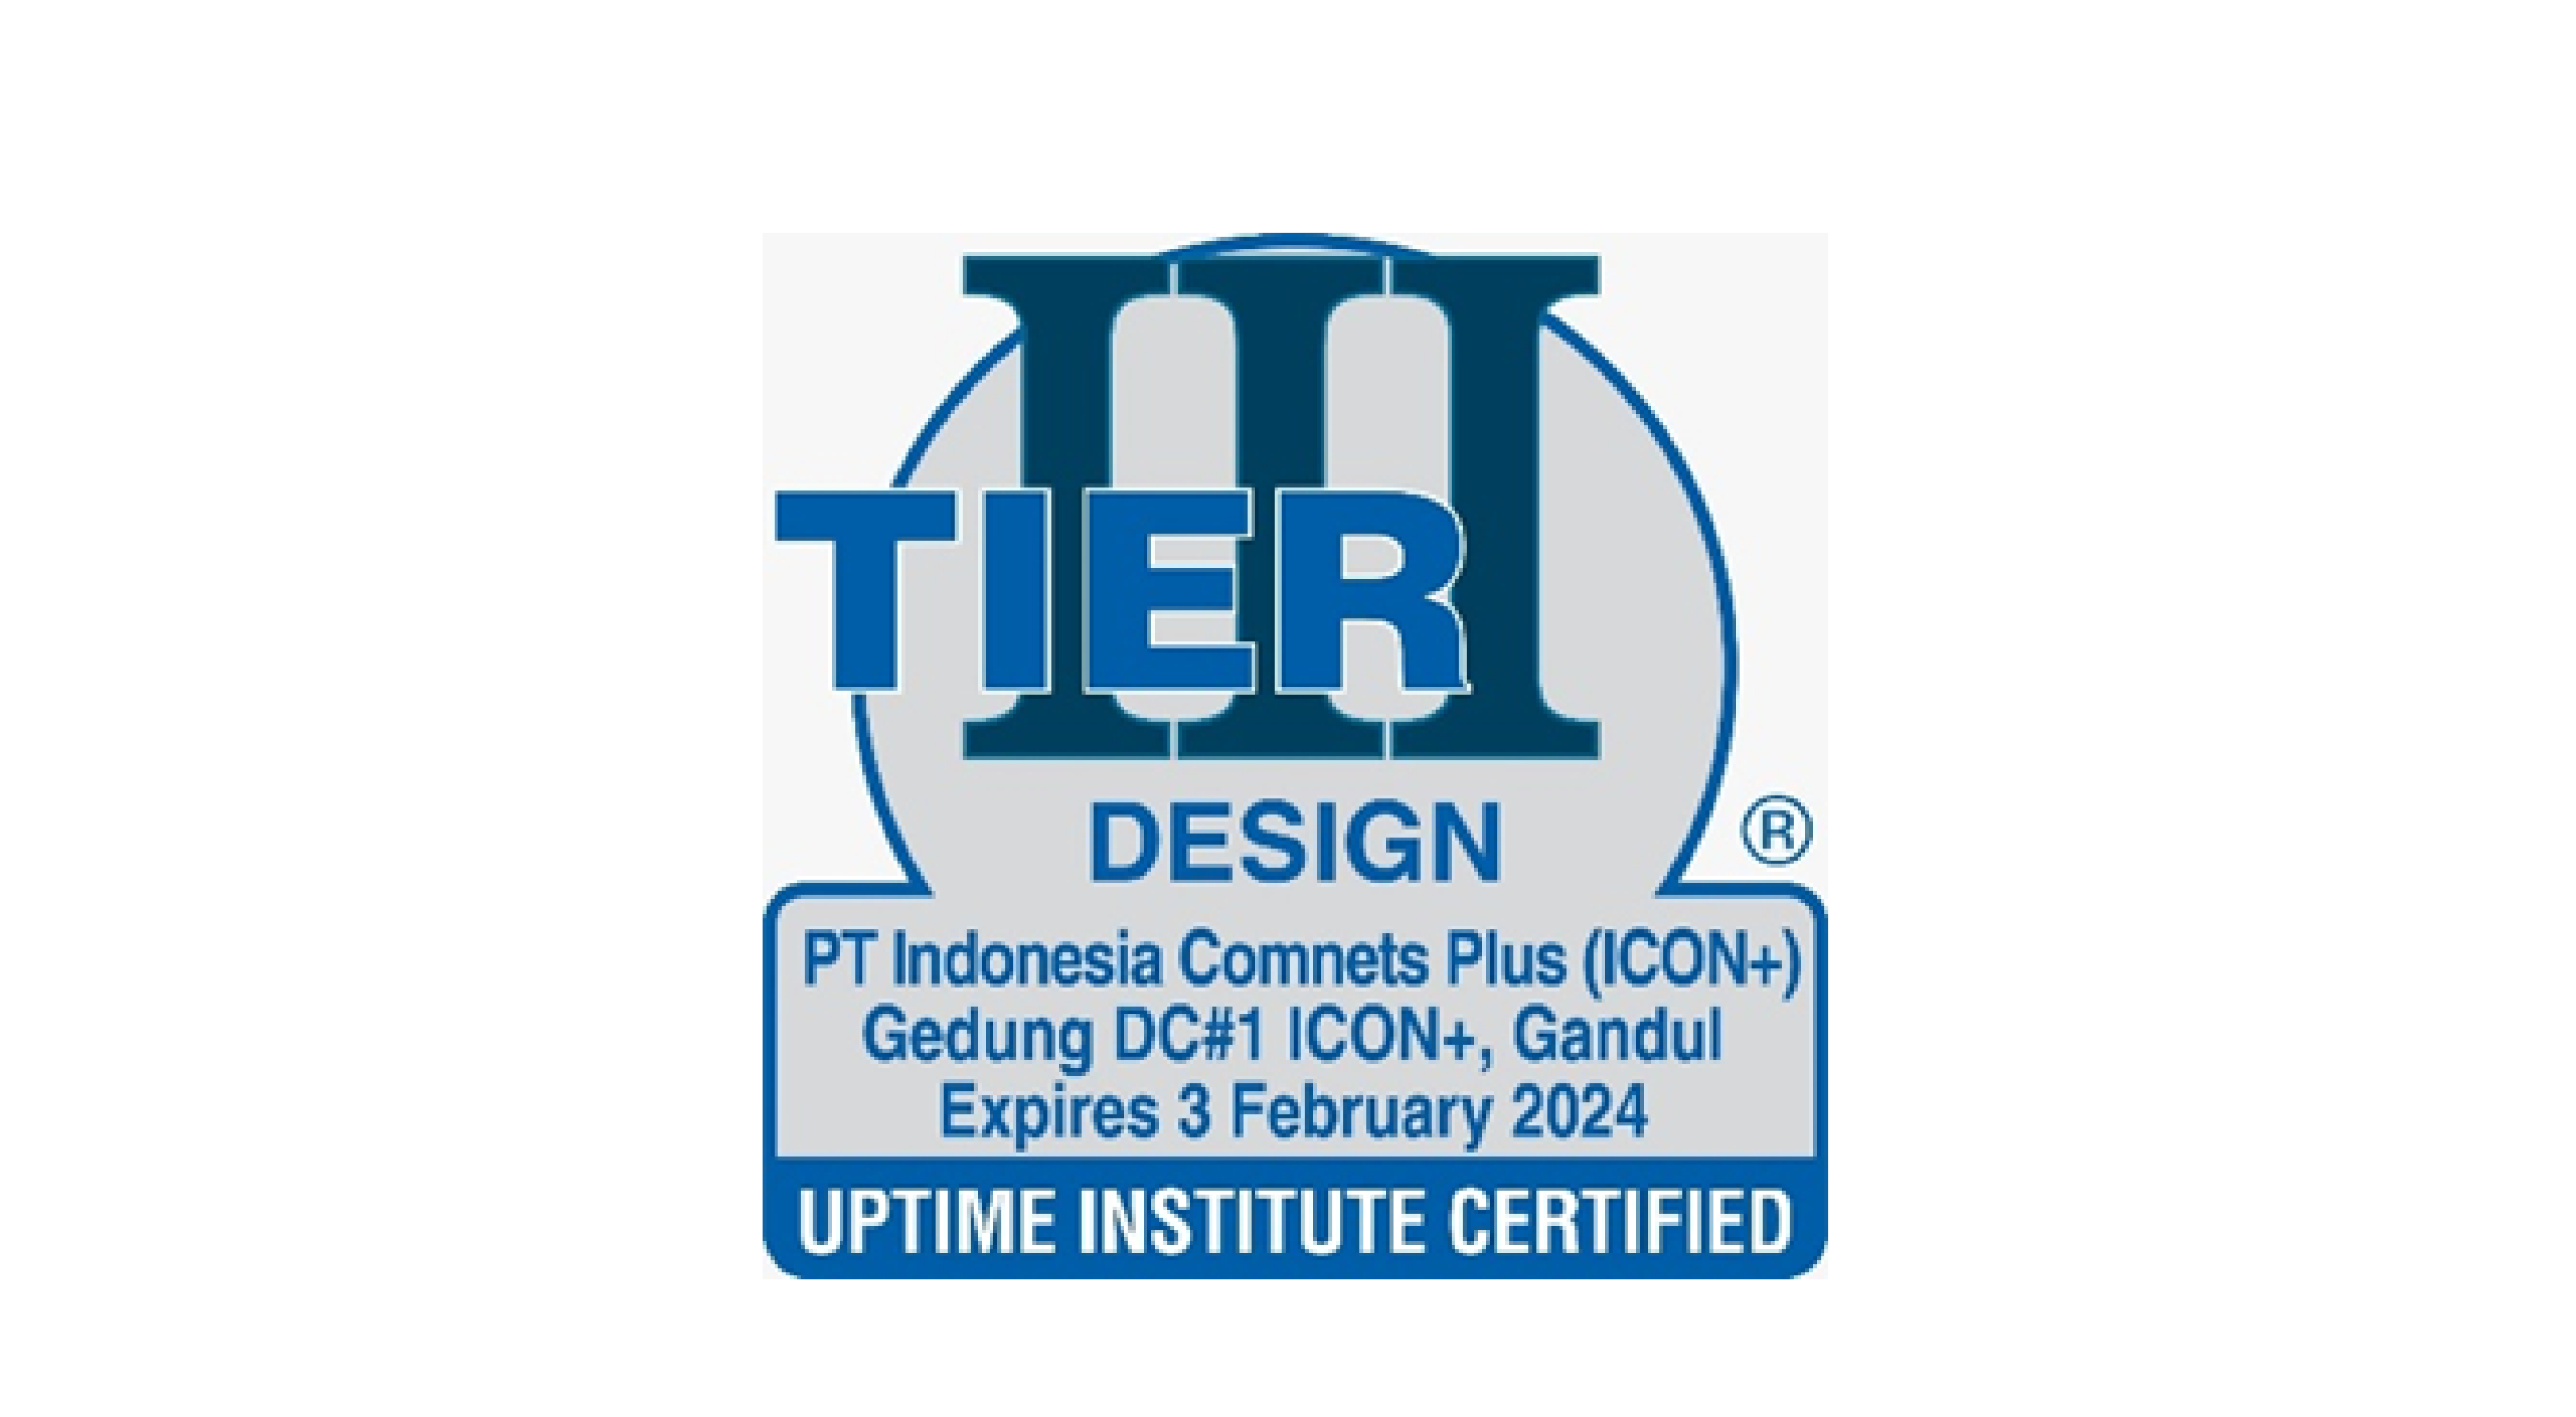 III
TIER
DESIGN
®
PT Indonesia Comnets Plus (ICON+)
Gedung DC#1 ICON+, Gandul
Expires 3 February 2024
UPTIME INSTITUTE CERTIFIED